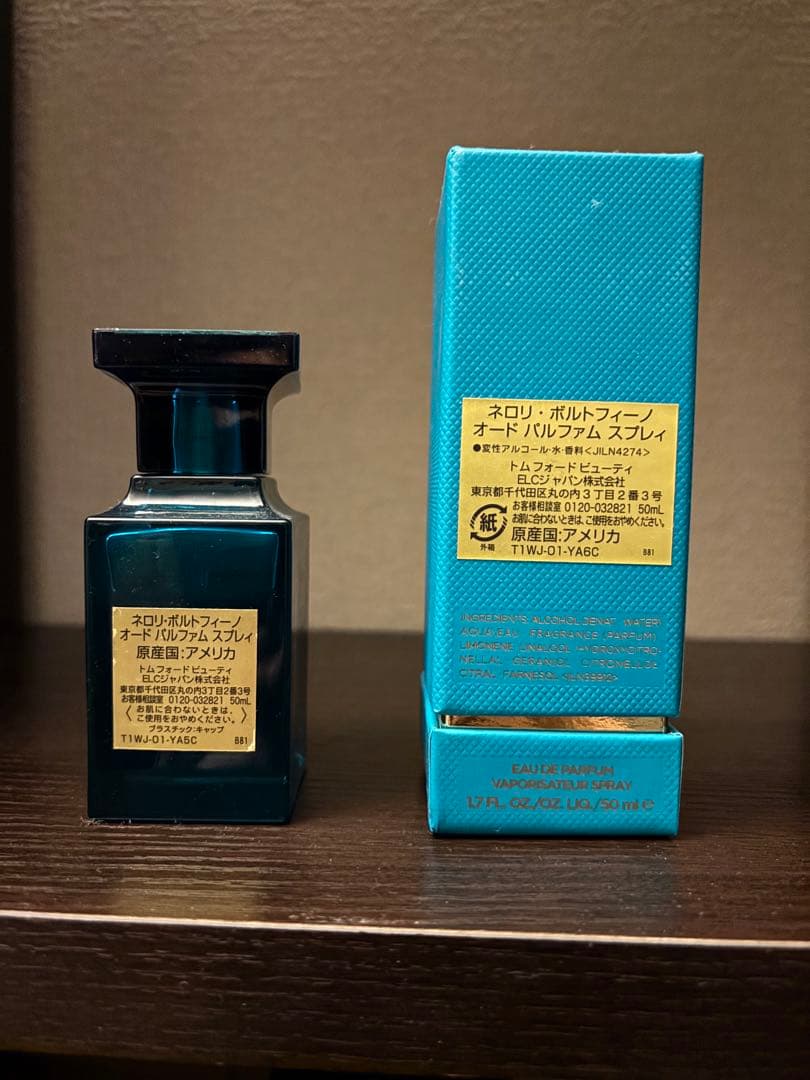 ネロリ・ポルトフィーノ
オード パルファム スプレィ
原産国:アメリカ
トム フォード ビューティ
ELCジャパン株式会社
東京都千代田区丸の内3丁目2番3号
お客様相談室 0120-032821 50mL
〈お肌に合わないときは、
ご使用をおやめください。〉
プラスチック:キャップ
T1WJ-01-YA5C B81
ネロリ・ポルトフィーノ
オード パルファム スプレィ
●変性アルコール・水・香料<JILN4274>
トム フォード ビューティ
ELCジャパン株式会社
東京都千代田区丸の内3丁目2番3号
お客様相談室 0120-032821 50mL
お肌に合わないときは、ご使用をおやめください。
紙
外箱
原産国:アメリカ
T1WJ-01-YA6C B81
INGREDIENTS: ALCOHOL DENAT, WATER\
AQUA\EAU, FRAGRANCE (PARFUM),
LIMONENE, LINALOOL, HYDROXYCITRO-
NELLAL, GERANIOL, CITRONELLOL,
CITRAL, FARNESOL <ILN39912>
EAU DE PARFUM
VAPORISATEUR SPRAY
1.7 FL. OZ./OZ. LIQ./50 ml e